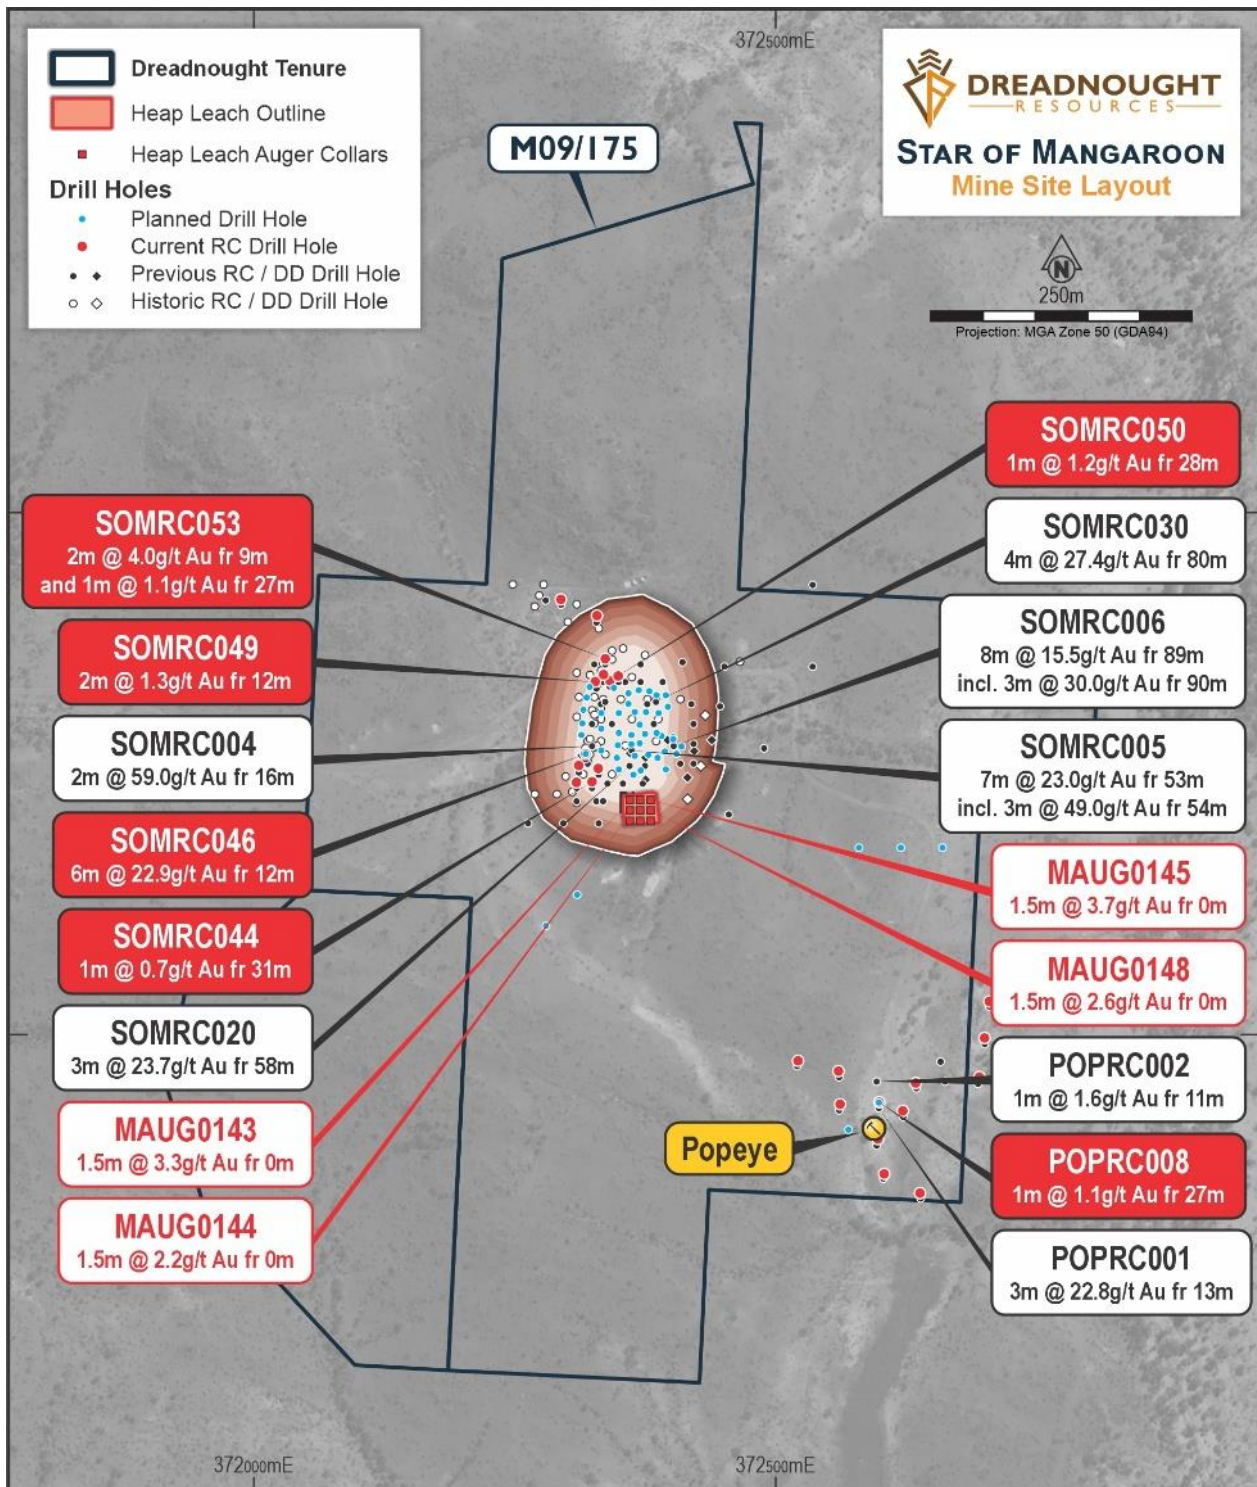 372500mE
Dreadnought Tenure
Heap Leach Outline
Heap Leach Auger Collars
Drill Holes
Planned Drill Hole
Current RC Drill Hole
Previous RC / DD Drill Hole
Historic RC / DD Drill Hole
M09/175
DREADNOUGHT
RESOURCES
STAR OF MANGAROON
Mine Site Layout
N
250m
Projection: MGA Zone 50 (GDA94)
SOMRC053
2m @ 4.0g/t Au fr 9m
and 1m @ 1.1g/t Au fr 27m
SOMRC049
2m @ 1.3g/t Au fr 12m
SOMRC004
2m @ 59.0g/t Au fr 16m
SOMRC046
6m @ 22.9g/t Au fr 12m
SOMRC044
1m @ 0.7g/t Au fr 31m
SOMRC020
3m @ 23.7g/t Au fr 58m
MAUG0143
1.5m @ 3.3g/t Au fr 0m
MAUG0144
1.5m @ 2.2g/t Au fr 0m
SOMRC050
1m @ 1.2g/t Au fr 28m
SOMRC030
4m @ 27.4g/t Au fr 80m
SOMRC006
8m @ 15.5g/t Au fr 89m
incl. 3m @ 30.0g/t Au fr 90m
SOMRC005
7m @ 23.0g/t Au fr 53m
incl. 3m @ 49.0g/t Au fr 54m
MAUG0145
1.5m @ 3.7g/t Au fr 0m
MAUG0148
1.5m @ 2.6g/t Au fr 0m
POPRC002
1m @ 1.6g/t Au fr 11m
Popeye
POPRC008
1m @ 1.1g/t Au fr 27m
POPRC001
3m @ 22.8g/t Au fr 13m
372000mE
372500mE